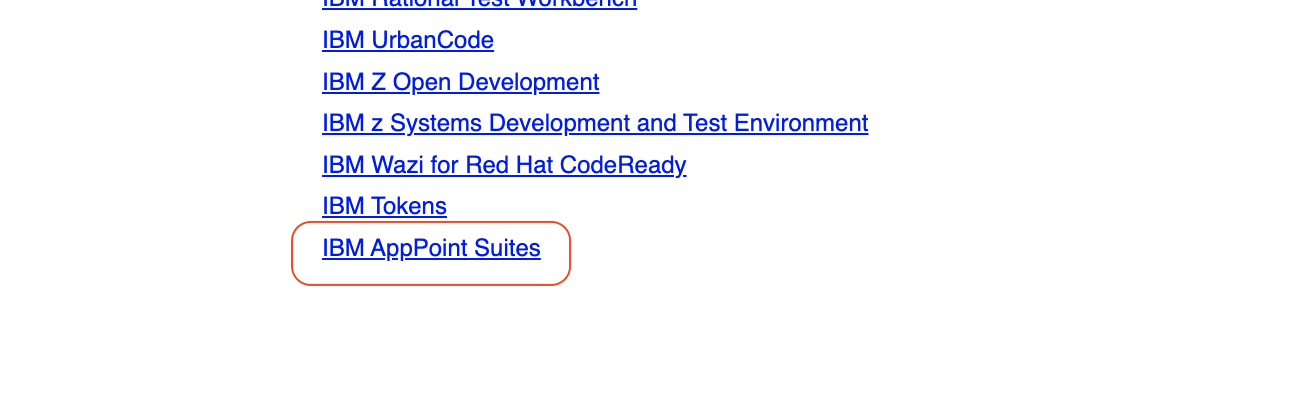 IBM Rational Test Workbench
IBM UrbanCode
IBM Z Open Development
IBM z Systems Development and Test Environment
IBM Wazi for Red Hat CodeReady
IBM Tokens
IBM AppPoint Suites